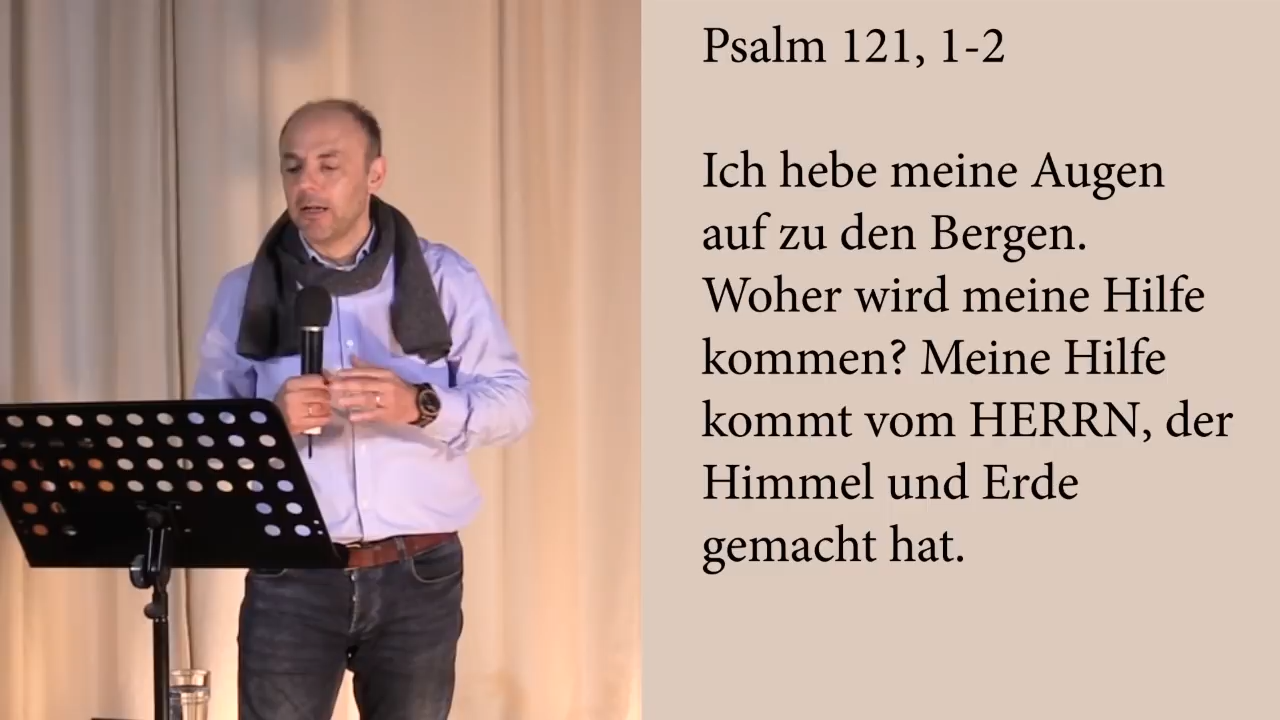 Psalm 121, 1-2
Ich hebe meine Augen
auf zu den Bergen.
Woher wird meine Hilfe
kommen? Meine Hilfe
kommt vom HERRN, der
Himmel und Erde
gemacht hat.